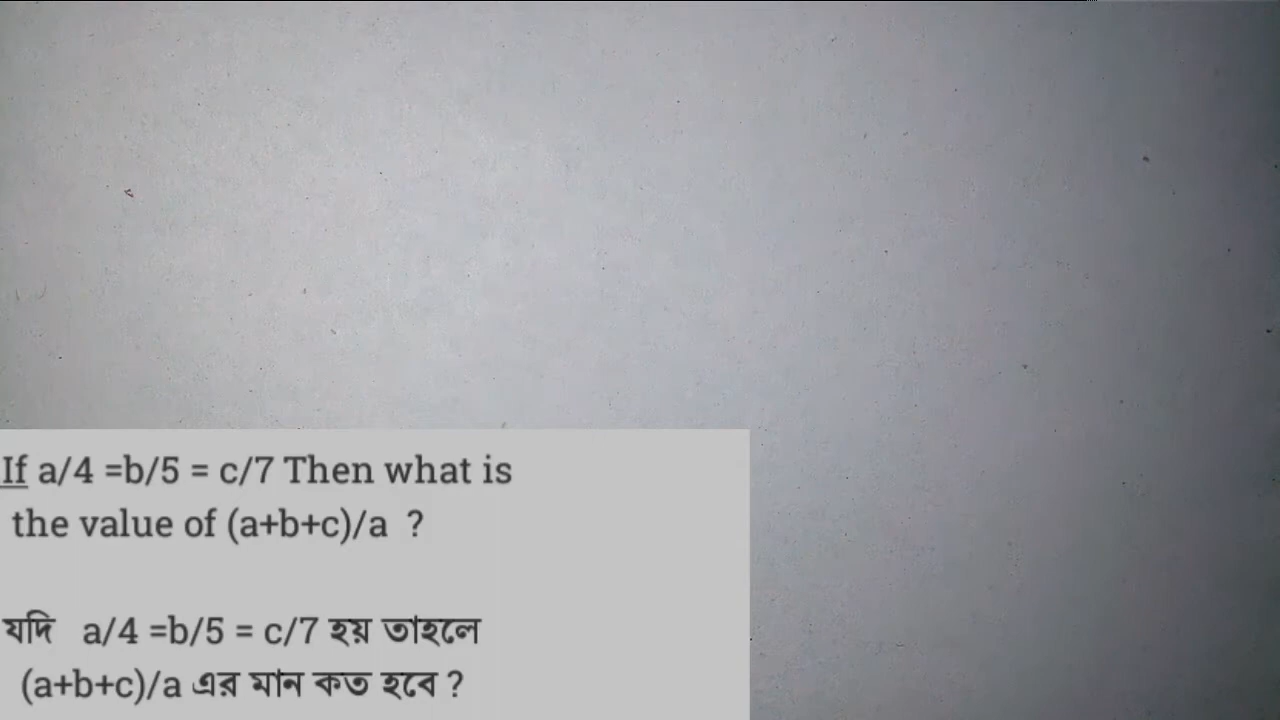 If a/4 =b/5 = c/7 Then what is
the value of (a+b+c)/a ?
যদি a/4 =b/5 = c/7 হয় তাহলে
(a+b+c)/a এর মান কত হবে ?